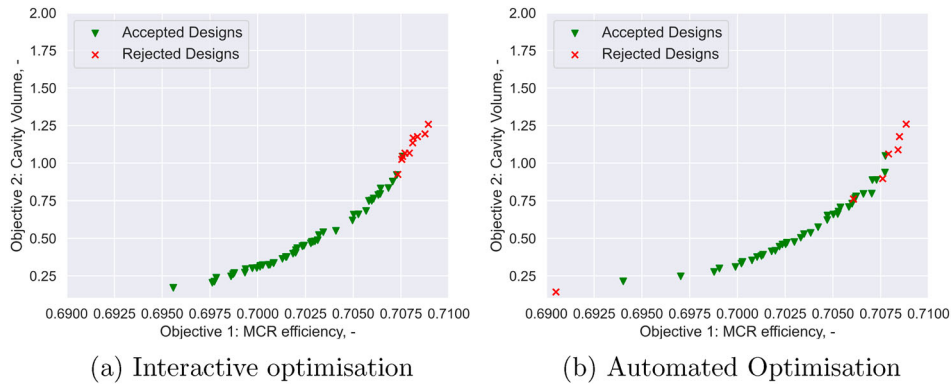 2.00
1.75
1.50
1.25
1.00
0.75
0.50
0.25
Objective 2: Cavity Volume, -
Accepted Designs
Rejected Designs
0.6900 0.6925 0.6950 0.6975 0.7000 0.7025 0.7050 0.7075 0.7100
Objective 1: MCR efficiency, -
(a) Interactive optimisation
2.00
1.75
1.50
1.25
1.00
0.75
0.50
0.25
Objective 2: Cavity Volume, -
Accepted Designs
Rejected Designs
0.6900 0.6925 0.6950 0.6975 0.7000 0.7025 0.7050 0.7075 0.7100
Objective 1: MCR efficiency, -
(b) Automated Optimisation